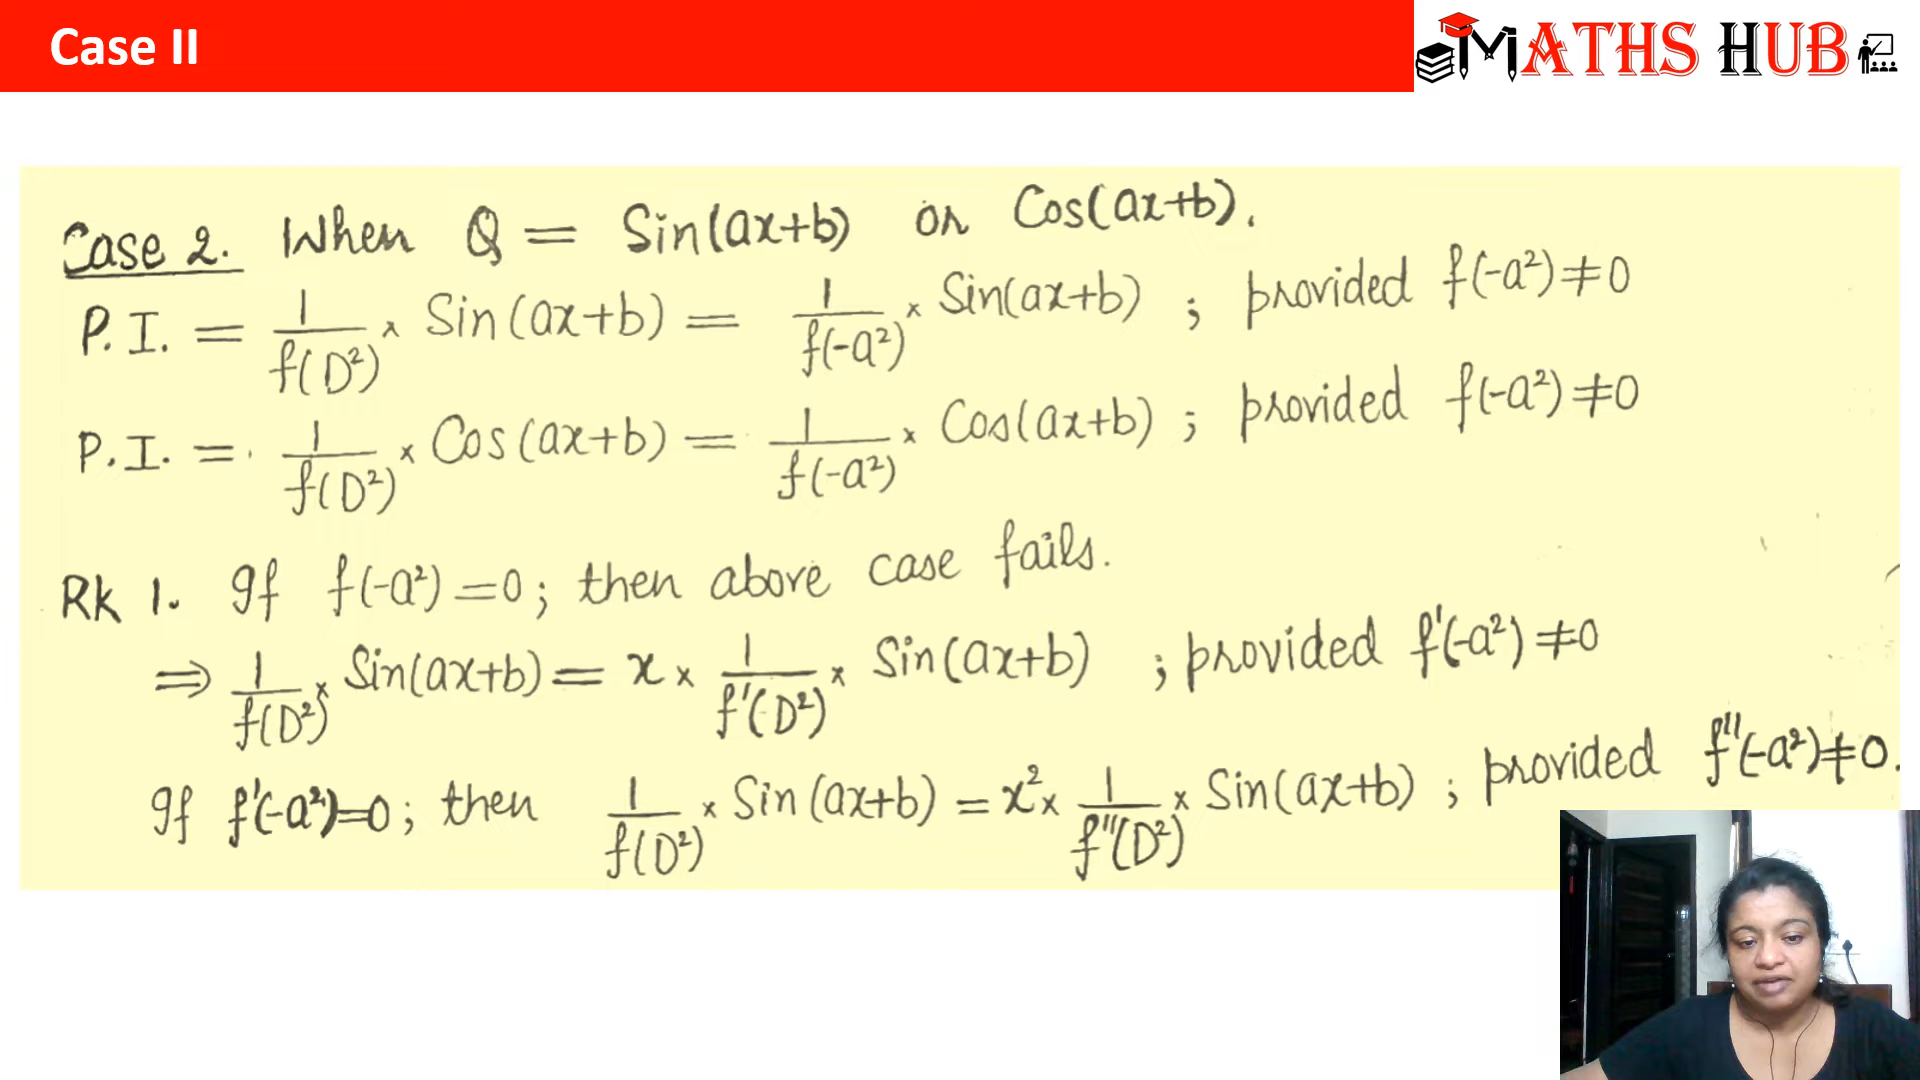 Case II
MATHS HUB
Case 2. When Q = Sin(ax+b) or Cos(ax+b).
P.I. = 1/f(D²) × Sin(ax+b) = 1/f(-a²) × Sin(ax+b) ; provided f(-a²)≠0
P.I. = 1/f(D²) × Cos(ax+b) = 1/f(-a²) × Cos(ax+b) ; provided f(-a²)≠0
Rk 1. If f(-a²)=0; then above case fails.
⇒ 1/f(D²) × Sin(ax+b) = x × 1/f'(D²) × Sin(ax+b) ; provided f'(-a²)≠0
If f'(-a²)=0; then 1/f(D²) × Sin(ax+b) = x² × 1/f''(D²) × Sin(ax+b) ; provided f''(-a²)≠0.